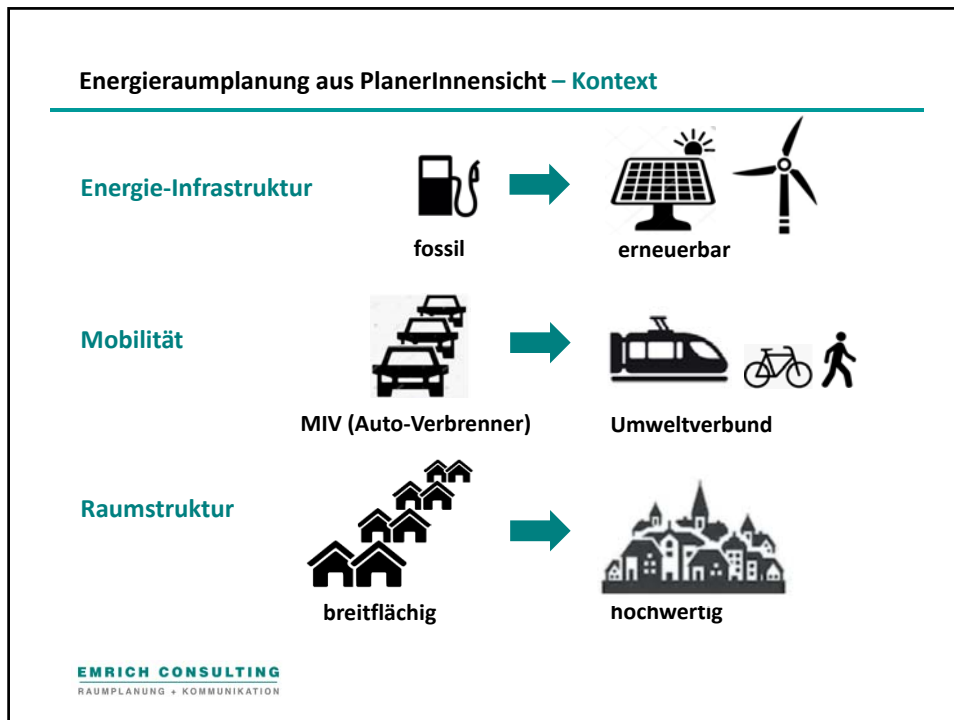 Energieraumplanung aus PlanerInnensicht – Kontext
Energie-Infrastruktur
fossil
erneuerbar
Mobilität
MIV (Auto-Verbrenner)
Umweltverbund
Raumstruktur
breitflächig
hochwertig
EMRICH CONSULTING
RAUMPLANUNG + KOMMUNIKATION